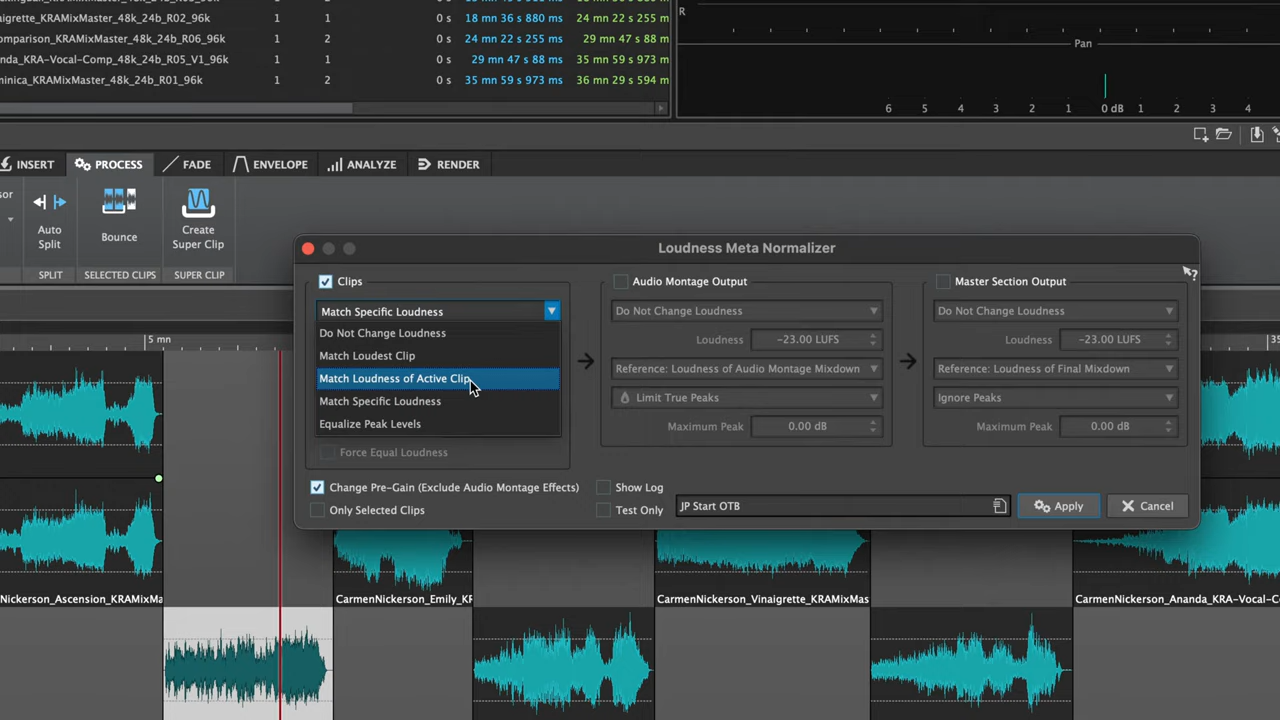 1 0 s
aigrette_KRAMixMaster_48k_24b_R02_96k 1 1 0 s 18 mn 36 s 880 ms 24 mn 22 s 255 m
omparison_KRAMixMaster_48k_24b_R06_96k 1 2 0 s 24 mn 22 s 255 ms 29 mn 47 s 88 m
anda_KRA-Vocal-Comp_48k_24b_R05_V1_96k 1 1 0 s 29 mn 47 s 88 ms 35 mn 59 s 973 m
minica_KRAMixMaster_48k_24b_R01_96k 1 2 0 s 35 mn 59 s 973 ms 36 mn 29 s 594 m
R
Pan
6 5 4 3 2 1 0 dB 1 2 3 4
INSERT PROCESS FADE ENVELOPE ANALYZE RENDER
sor
Auto
Split
Bounce
Create
Super Clip
SPLIT SELECTED CLIPS SUPER CLIP
Loudness Meta Normalizer
Clips
Match Specific Loudness
Do Not Change Loudness
Match Loudest Clip
Match Loudness of Active Clip
Match Specific Loudness
Equalize Peak Levels
Force Equal Loudness
Audio Montage Output
Do Not Change Loudness
Loudness -23.00 LUFS
Reference: Loudness of Audio Montage Mixdown
Limit True Peaks
Maximum Peak 0.00 dB
Master Section Output
Do Not Change Loudness
Loudness -23.00 LUFS
Reference: Loudness of Final Mixdown
Ignore Peaks
Maximum Peak 0.00 dB
Change Pre-Gain (Exclude Audio Montage Effects) Show Log
Only Selected Clips Test Only JP Start OTB Apply Cancel
5 mn 35
Nickerson_Ascension_KRAMixMa CarmenNickerson_Emily_KR CarmenNickerson_Vinaigrette_KRAMixMas CarmenNickerson_Ananda_KRA-Vocal-Co